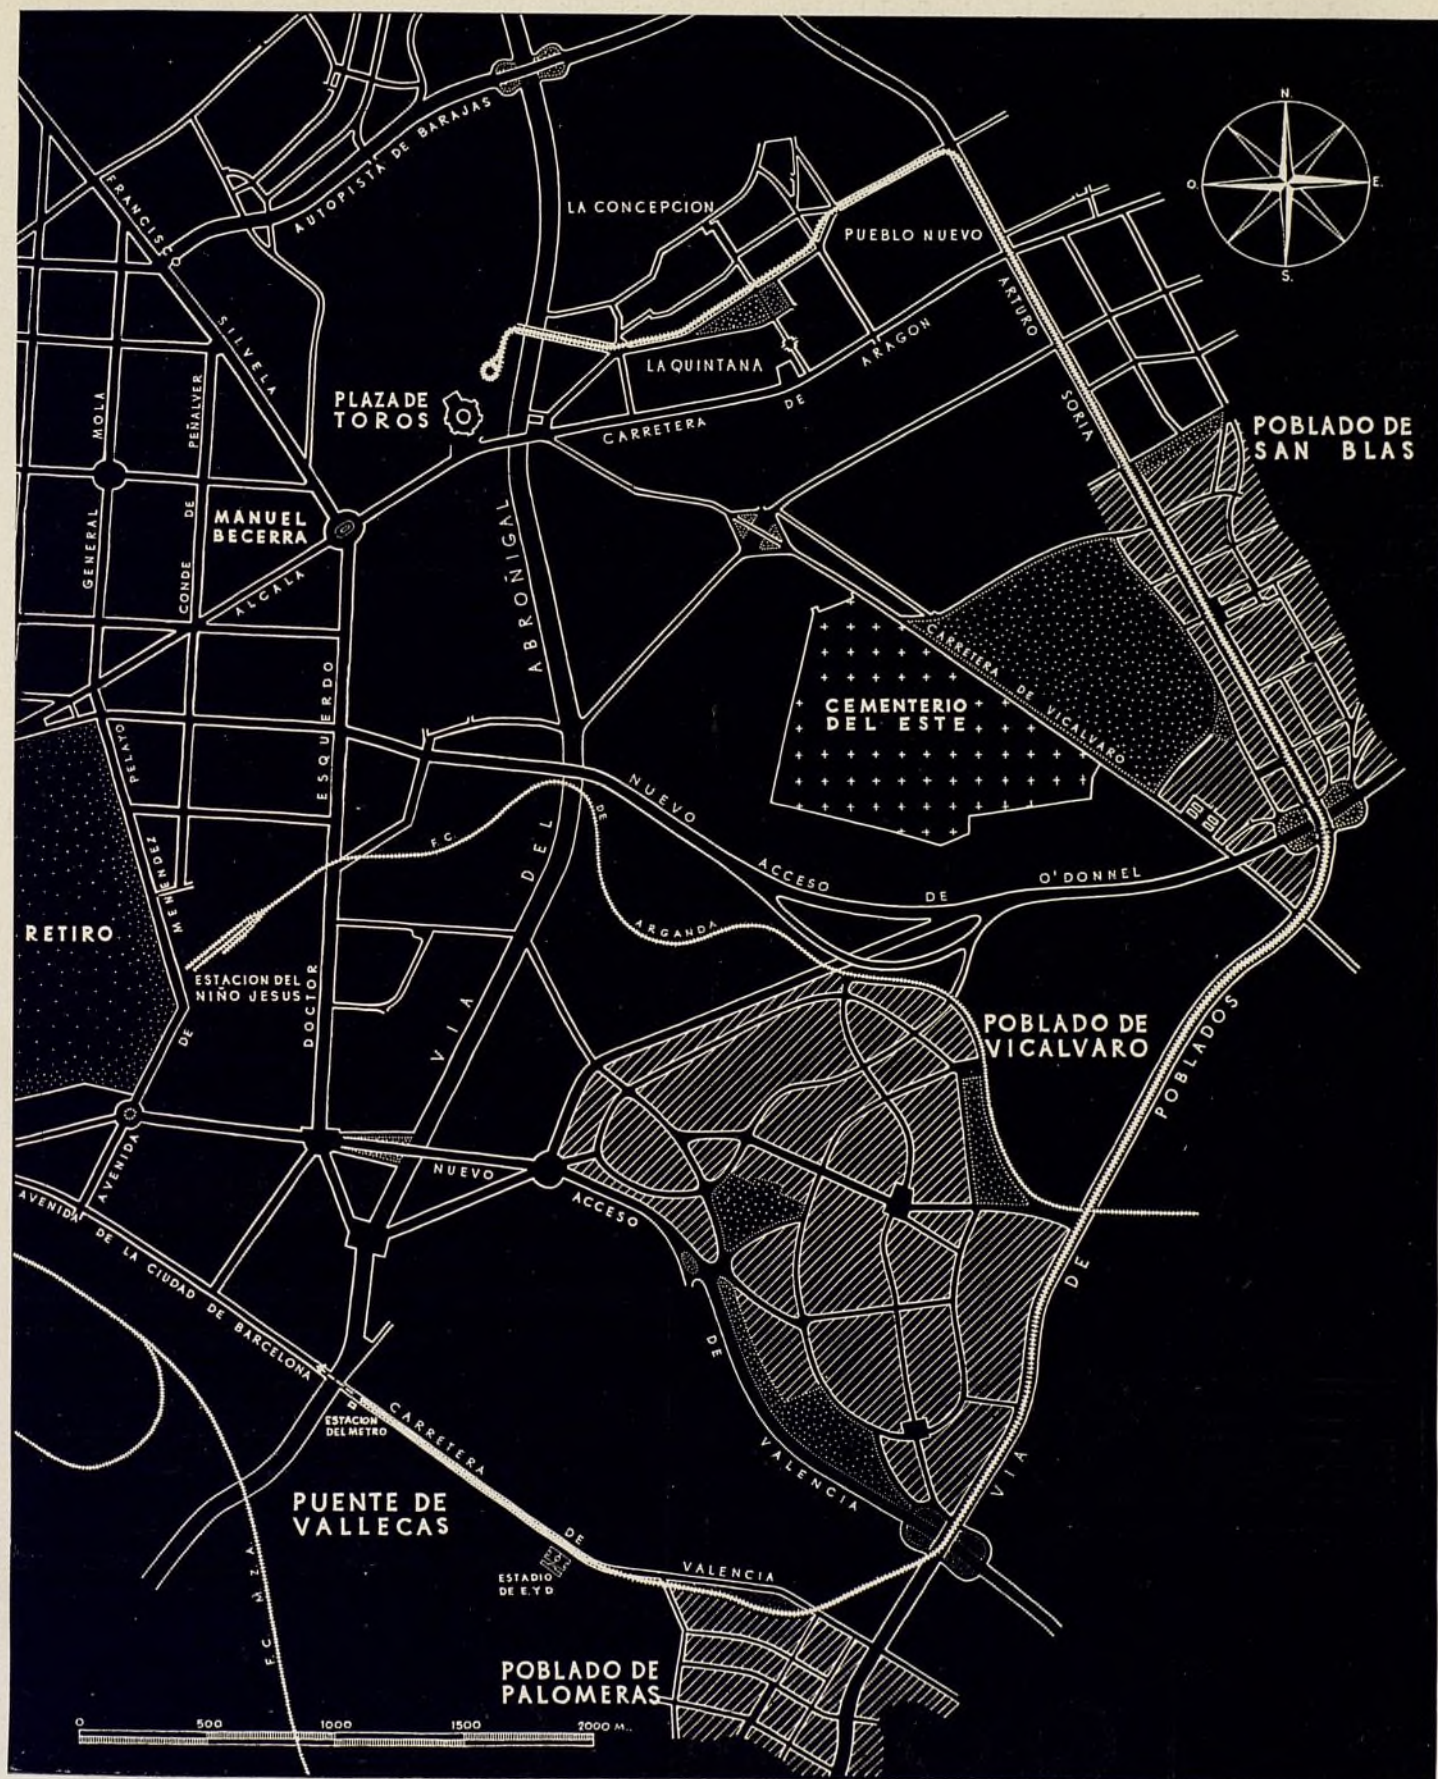 N.
O.
E.
S.
AUTOPISTA DE BARAJAS
FRANCISC
SILVELA
LA CONCEPCION
PUEBLO NUEVO
ARTURO
SORIA
LA QUINTANA
CARRETERA DE ARAGON
PLAZA DE
TOROS
POBLADO DE
SAN BLAS
GENERAL MOLA
CONDE DE PEÑALVER
MANUEL
BECERRA
ALCALA
VIA DEL ABROÑIGAL
CEMENTERIO
DEL ESTE
CARRETERA DE VICALVARO
DOCTOR ESQUERDO
AVENIDA DE MENENDEZ PELAYO
NUEVO ACCESO DE O'DONNEL
F.C. DE ARGANDA
RETIRO
ESTACION DEL
NIÑO JESUS
POBLADO DE
VICALVARO
VIA DE POBLADOS
NUEVO ACCESO DE VALENCIA
AVENIDA DE LA CIUDAD DE BARCELONA
ESTACION
DEL METRO
CARRETERA DE VALENCIA
PUENTE DE
VALLECAS
F.C. M.Z.A.
ESTADIO
DE E. Y D
POBLADO DE
PALOMERAS
0 500 1000 1500 2000 M..